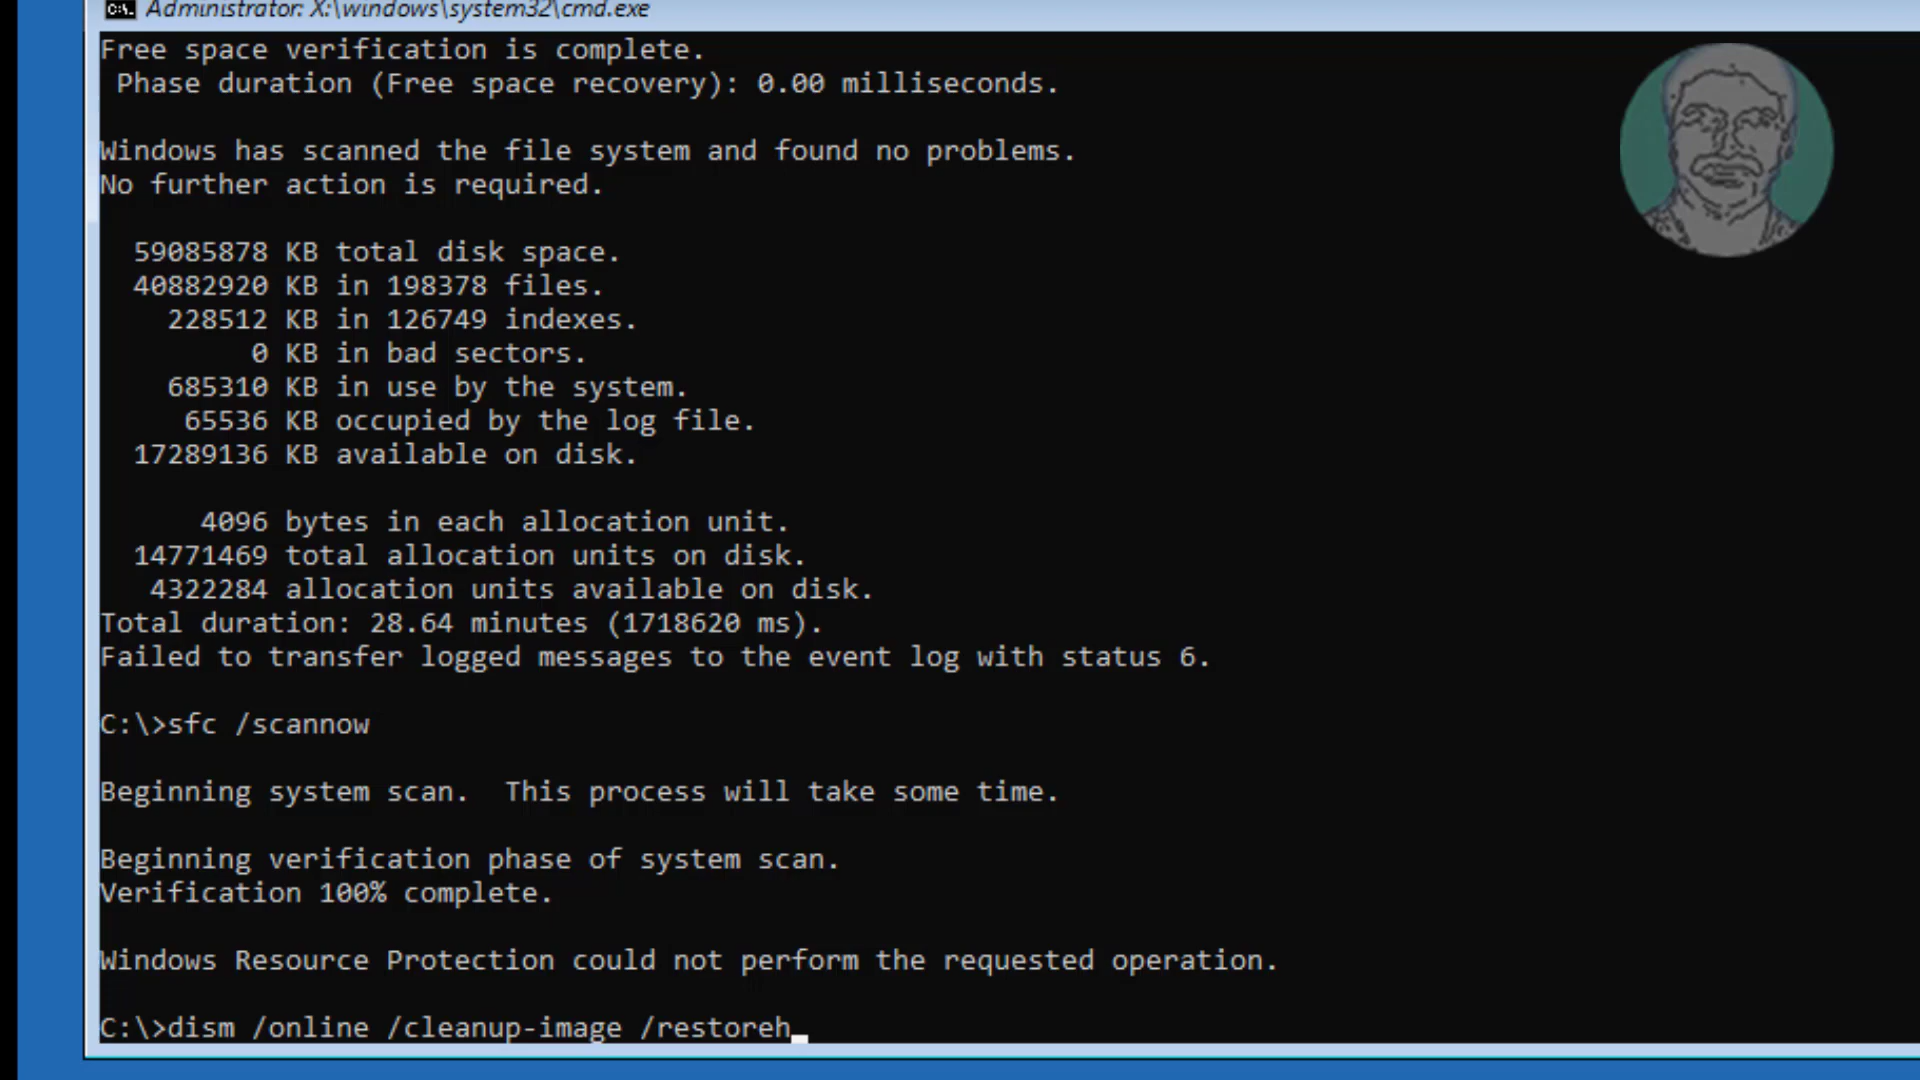 Administrator: X:\windows\system32\cmd.exe
Free space verification is complete.
Phase duration (Free space recovery): 0.00 milliseconds.
Windows has scanned the file system and found no problems.
No further action is required.
59085878 KB total disk space.
40882920 KB in 198378 files.
228512 KB in 126749 indexes.
0 KB in bad sectors.
685310 KB in use by the system.
65536 KB occupied by the log file.
17289136 KB available on disk.
4096 bytes in each allocation unit.
14771469 total allocation units on disk.
4322284 allocation units available on disk.
Total duration: 28.64 minutes (1718620 ms).
Failed to transfer logged messages to the event log with status 6.
C:\>sfc /scannow
Beginning system scan.  This process will take some time.
Beginning verification phase of system scan.
Verification 100% complete.
Windows Resource Protection could not perform the requested operation.
C:\>dism /online /cleanup-image /restoreh